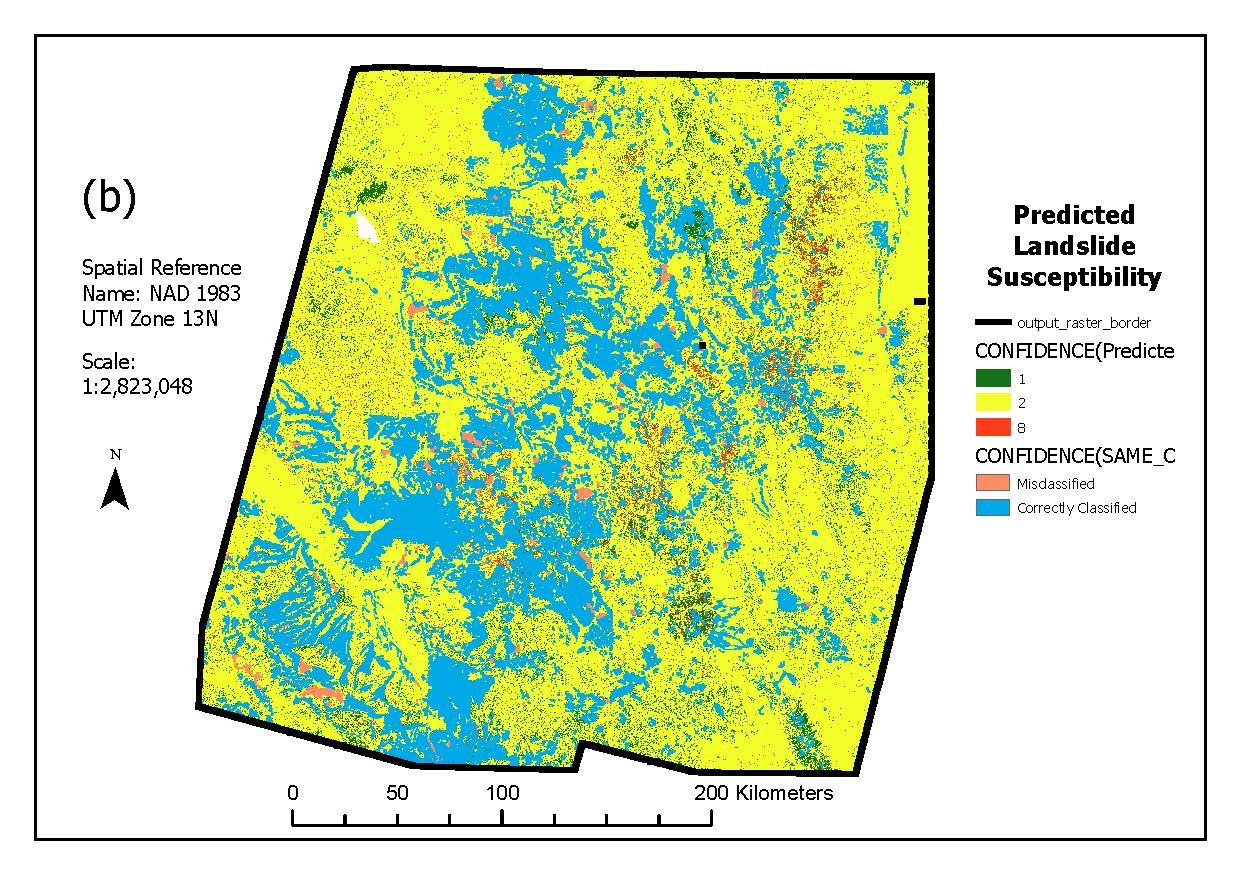 (b)
Spatial Reference
Name: NAD 1983
UTM Zone 13N
Scale:
1:2,823,048
N
0 50 100 200 Kilometers
Predicted
Landslide
Susceptibility
output_raster_border
CONFIDENCE(Predicte
1
2
8
CONFIDENCE(SAME_C
Misclassified
Correctly Classified